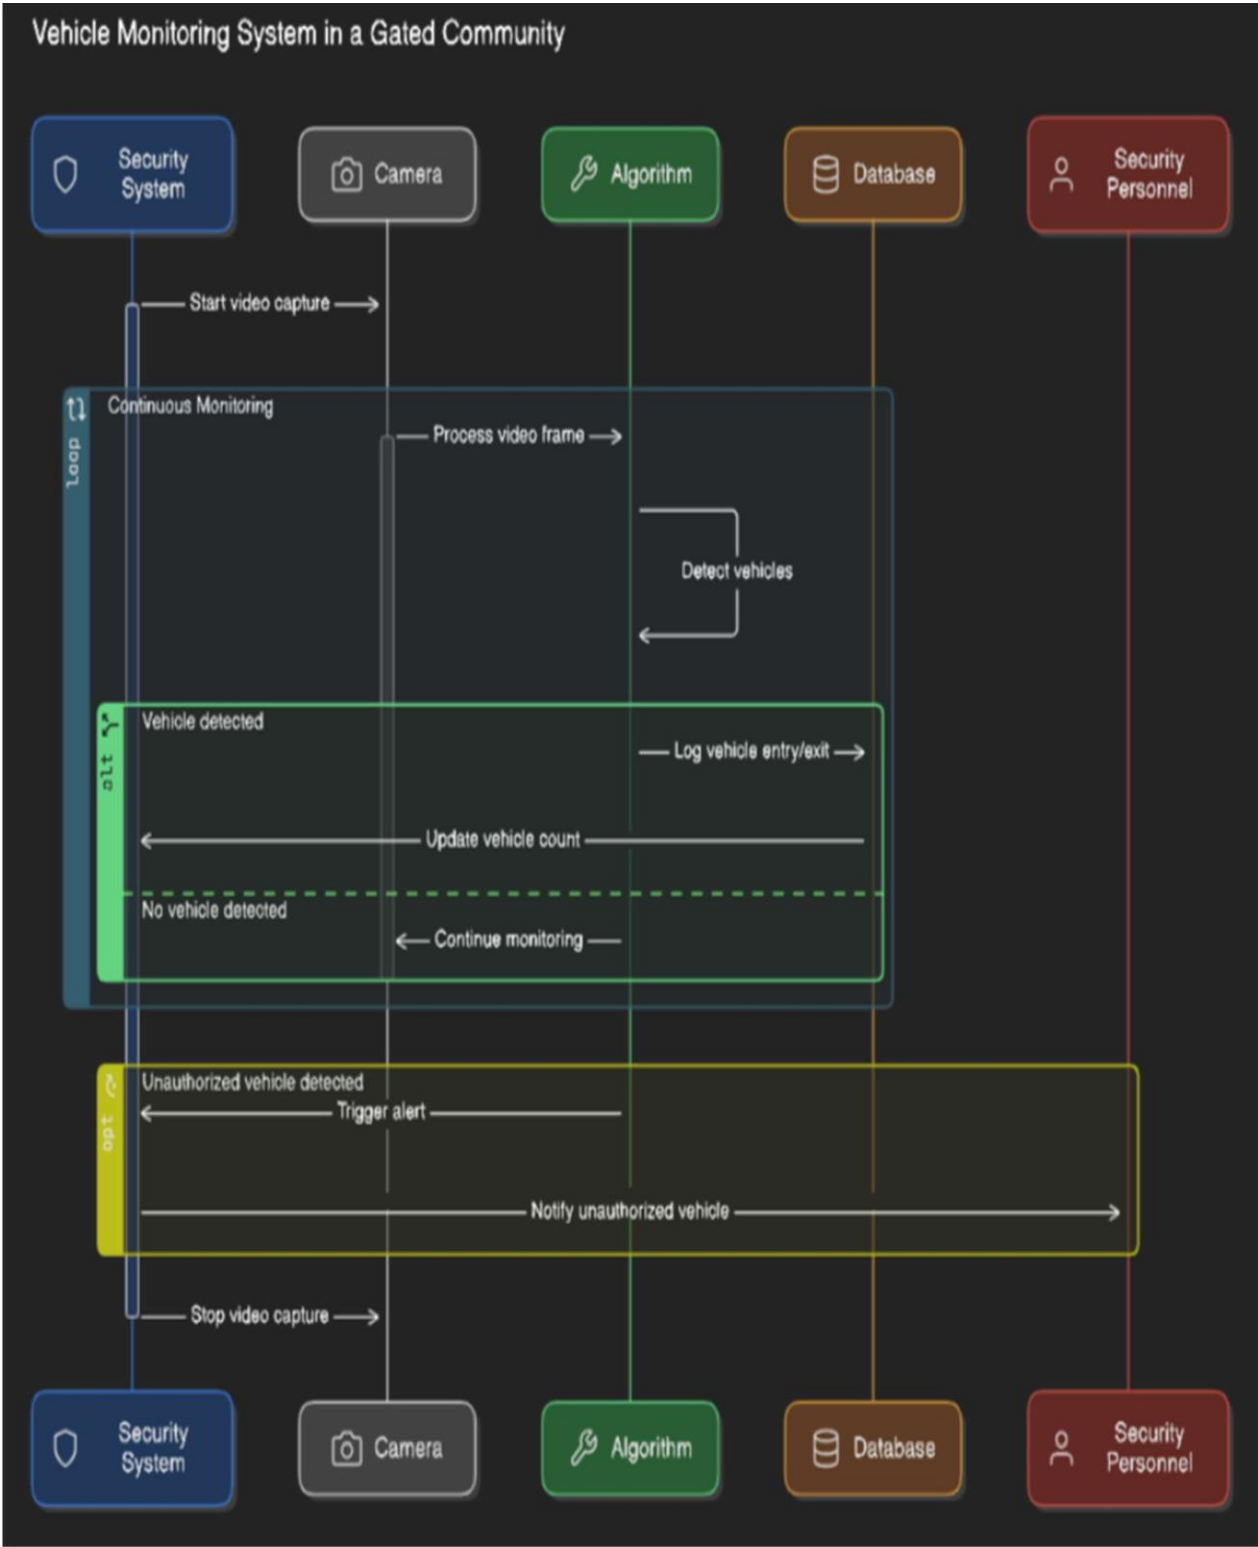 Vehicle Monitoring System in a Gated Community
Security
System
Camera
Algorithm
Database
Security
Personnel
Start video capture
loop
Continuous Monitoring
Process video frame
Detect vehicles
alt
Vehicle detected
Log vehicle entry/exit
Update vehicle count
No vehicle detected
Continue monitoring
opt
Unauthorized vehicle detected
Trigger alert
Notify unauthorized vehicle
Stop video capture
Security
System
Camera
Algorithm
Database
Security
Personnel